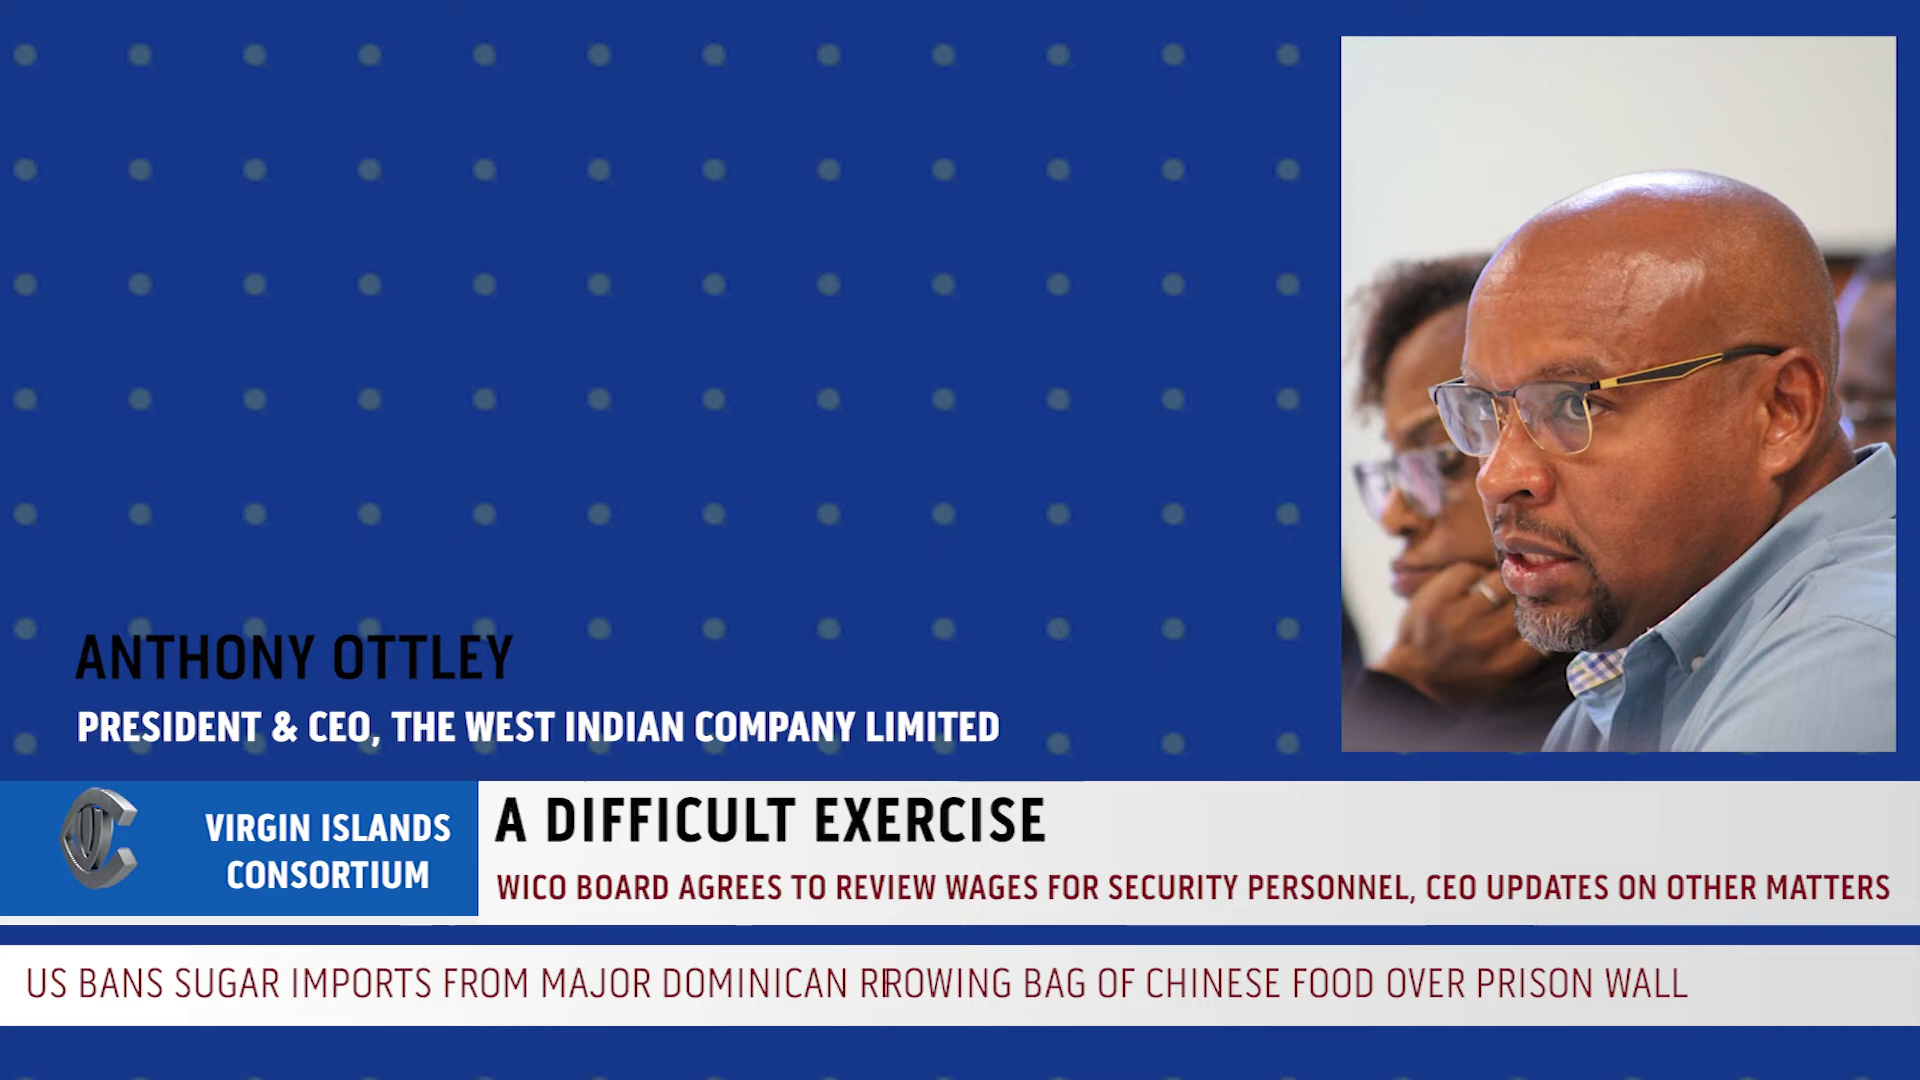 ANTHONY OTTLEY
PRESIDENT & CEO, THE WEST INDIAN COMPANY LIMITED
VIRGIN ISLANDS
CONSORTIUM
A DIFFICULT EXERCISE
WICO BOARD AGREES TO REVIEW WAGES FOR SECURITY PERSONNEL, CEO UPDATES ON OTHER MATTERS
US BANS SUGAR IMPORTS FROM MAJOR DOMINICAN BAG OF CHINESE FOOD OVER PRISON WALL